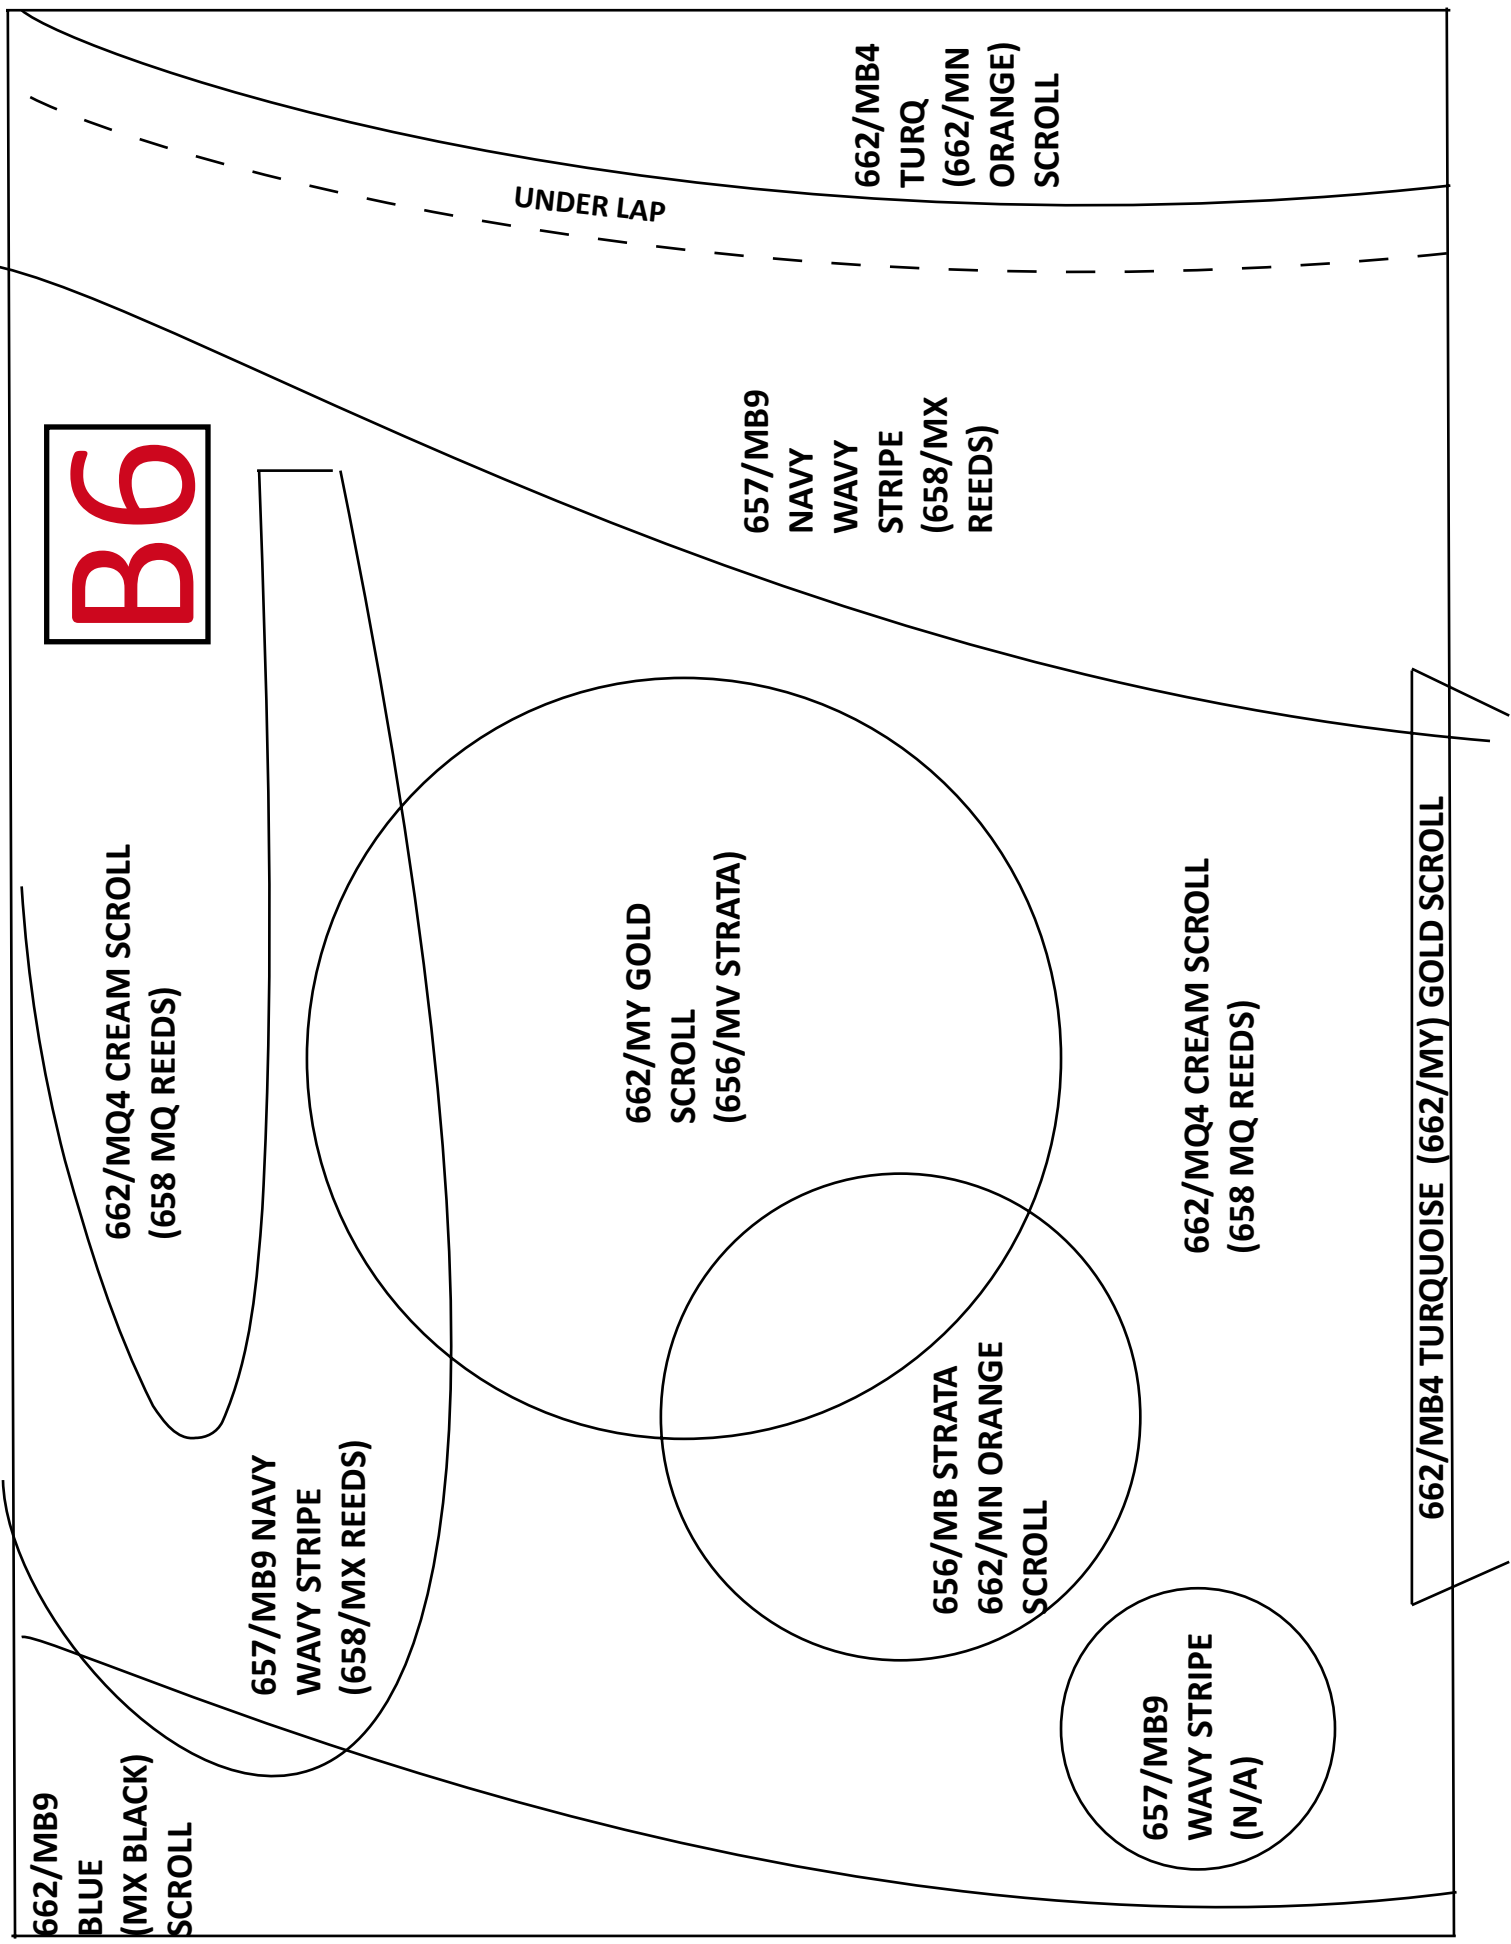 662/MB9
BLUE
(MX BLACK)
SCROLL
657/MB9 NAVY
WAVY STRIPE
(658/MX REEDS)
662/MQ4 CREAM SCROLL
(658 MQ REEDS)
B6
UNDER LAP
662/MY GOLD
SCROLL
(656/MV STRATA)
656/MB STRATA
662/MN ORANGE
SCROLL
657/MB9
NAVY
WAVY
STRIPE
(658/MX
REEDS)
662/MB4
TURQ
(662/MN
ORANGE)
SCROLL
657/MB9
WAVY STRIPE
(N/A)
662/MQ4 CREAM SCROLL
(658 MQ REEDS)
662/MB4 TURQUOISE (662/MY) GOLD SCROLL